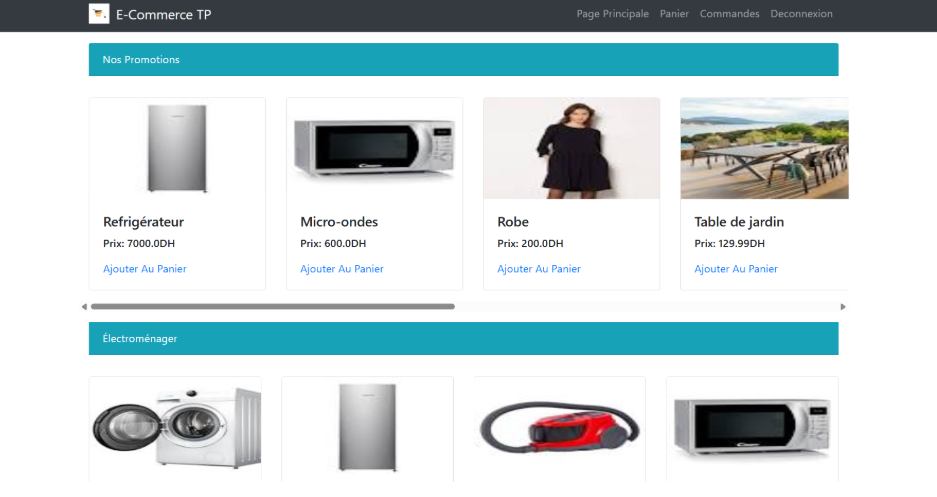 E-Commerce TP
Page Principale Panier Commandes Deconnexion
Nos Promotions
Refrigérateur
Prix: 7000.0DH
Ajouter Au Panier
Micro-ondes
Prix: 600.0DH
Ajouter Au Panier
Robe
Prix: 200.0DH
Ajouter Au Panier
Table de jardin
Prix: 129.99DH
Ajouter Au Panier
Électroménager